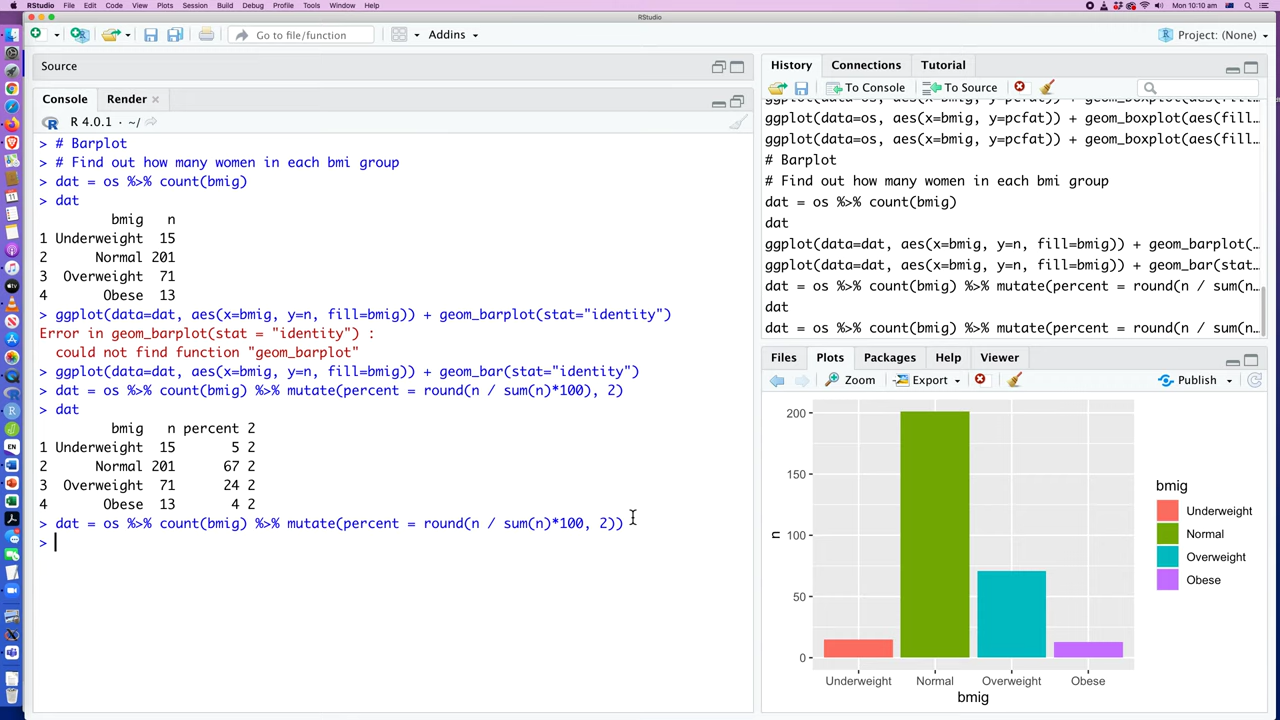 RStudio File Edit Code View Plots Session Build Debug Profile Tools Window Help Mon 10:10 am
RStudio
Go to file/function Addins Project: (None)
Source
Console Render
R 4.0.1 · ~/
> # Barplot
> # Find out how many women in each bmi group
> dat = os %>% count(bmig)
> dat
bmig n
1 Underweight 15
2 Normal 201
3 Overweight 71
4 Obese 13
> ggplot(data=dat, aes(x=bmig, y=n, fill=bmig)) + geom_barplot(stat="identity")
Error in geom_barplot(stat = "identity") :
could not find function "geom_barplot"
> ggplot(data=dat, aes(x=bmig, y=n, fill=bmig)) + geom_bar(stat="identity")
> dat = os %>% count(bmig) %>% mutate(percent = round(n / sum(n)*100), 2)
> dat
bmig n percent 2
1 Underweight 15 5 2
2 Normal 201 67 2
3 Overweight 71 24 2
4 Obese 13 4 2
> dat = os %>% count(bmig) %>% mutate(percent = round(n / sum(n)*100, 2))
>
History Connections Tutorial
To Console To Source
ggplot(data=os, aes(x=bmig, y=pcfat)) + geom_boxplot(aes(fill…
ggplot(data=os, aes(x=bmig, y=pcfat)) + geom_boxplot(aes(fill…
ggplot(data=os, aes(x=bmig, y=pcfat)) + geom_boxplot(aes(fill…
# Barplot
# Find out how many women in each bmi group
dat = os %>% count(bmig)
dat
ggplot(data=dat, aes(x=bmig, y=n, fill=bmig)) + geom_barplot(…
ggplot(data=dat, aes(x=bmig, y=n, fill=bmig)) + geom_bar(stat…
dat = os %>% count(bmig) %>% mutate(percent = round(n / sum(n…
dat
dat = os %>% count(bmig) %>% mutate(percent = round(n / sum(n…
Files Plots Packages Help Viewer
Zoom Export Publish
200
150
100
50
0
n
Underweight Normal Overweight Obese
bmig
bmig
Underweight
Normal
Overweight
Obese
EN